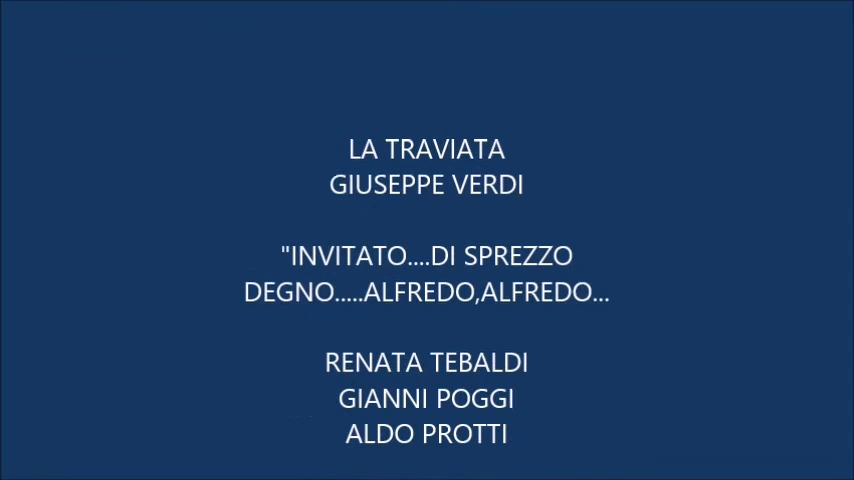 LA TRAVIATA
GIUSEPPE VERDI
"INVITATO....DI SPREZZO
DEGNO.....ALFREDO,ALFREDO...
RENATA TEBALDI
GIANNI POGGI
ALDO PROTTI